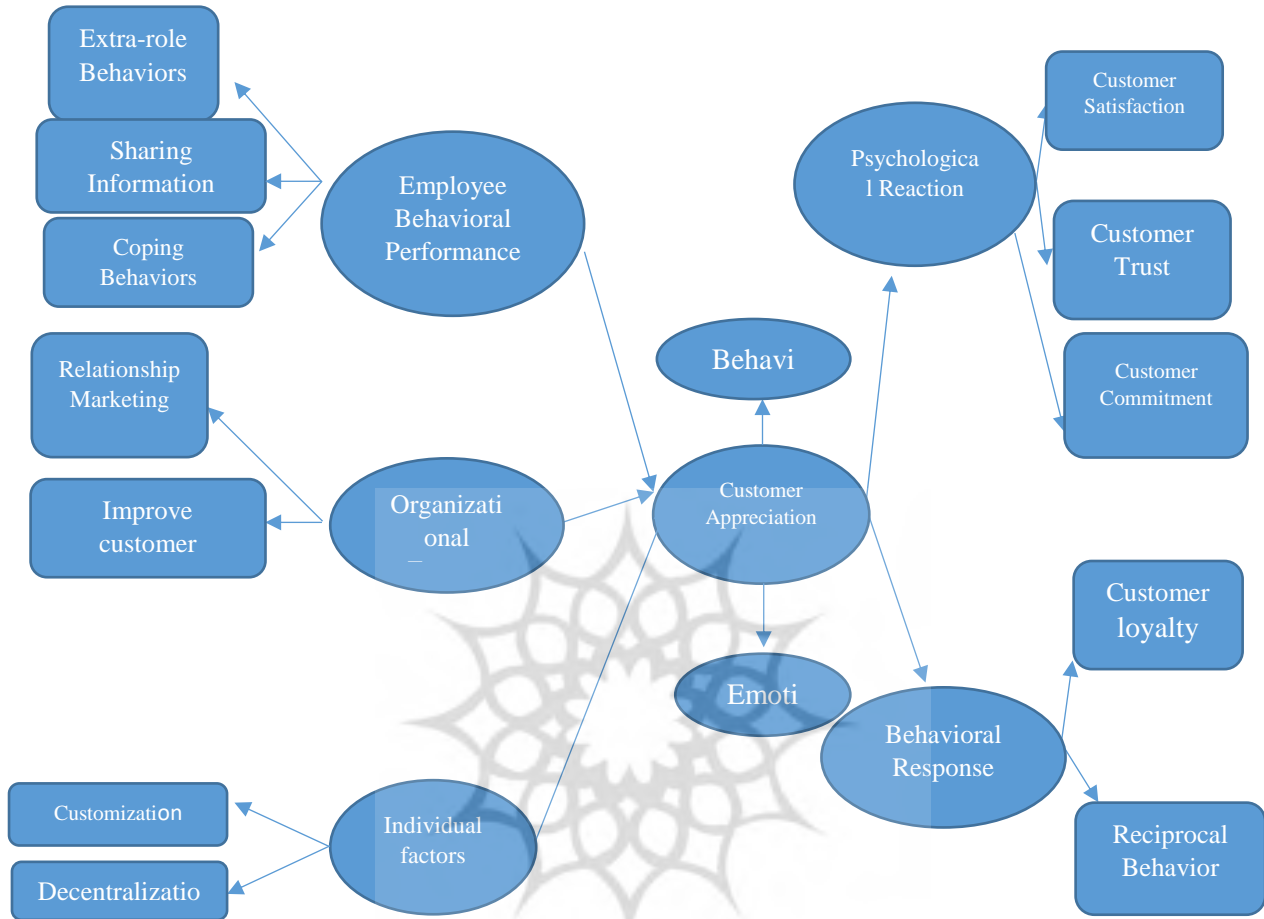 Extra-role
Behaviors
Sharing
Information
Coping
Behaviors
Employee
Behavioral
Performance
Relationship
Marketing
Improve
customer
Organizati
onal
Individual
factors
Customization
Decentralizatio
Behavi
Customer
Appreciation
Emoti
Psychologica
l Reaction
Customer
Satisfaction
Customer
Trust
Customer
Commitment
Behavioral
Response
Customer
loyalty
Reciprocal
Behavior